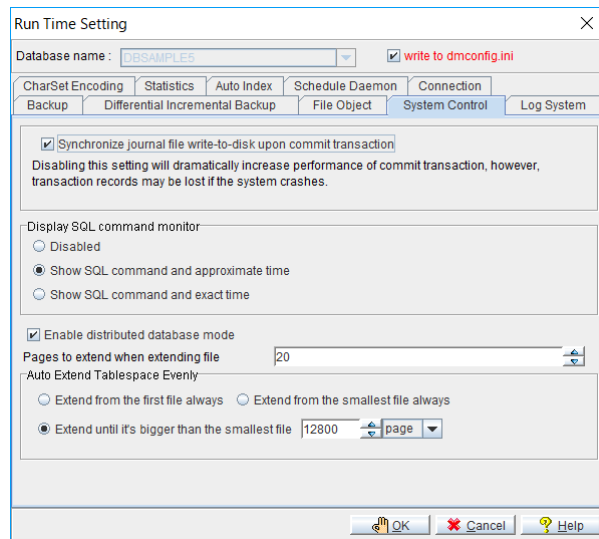 Run Time Setting
Database name : DBSAMPLE5 write to dmconfig.ini
CharSet Encoding Statistics Auto Index Schedule Daemon Connection
Backup Differential Incremental Backup File Object System Control Log System
Synchronize journal file write-to-disk upon commit transaction
Disabling this setting will dramatically increase performance of commit transaction, however,
transaction records may be lost if the system crashes.
Display SQL command monitor
Disabled
Show SQL command and approximate time
Show SQL command and exact time
Enable distributed database mode
Pages to extend when extending file 20
Auto Extend Tablespace Evenly
Extend from the first file always Extend from the smallest file always
Extend until it's bigger than the smallest file 12800 page
OK Cancel Help